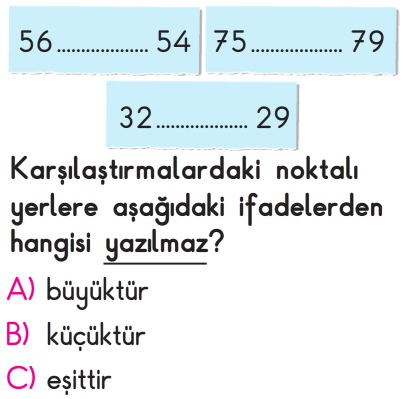 56 ................... 54
75 ................... 79
32 ................... 29
Karşılaştırmalardaki noktalı
yerlere aşağıdaki ifadelerden
hangisi yazılmaz?
A) büyüktür
B) küçüktür
C) eşittir